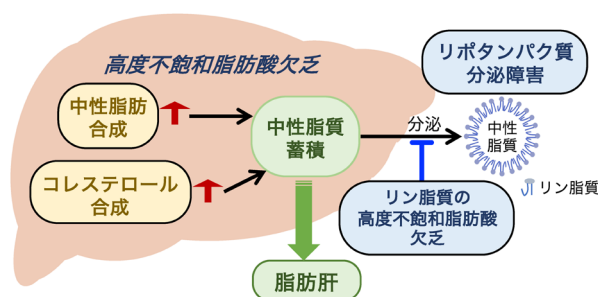 高度不飽和脂肪酸欠乏
中性脂肪
合成
コレステロール
合成
中性脂質
蓄積
脂肪肝
分泌
リポタンパク質
分泌障害
中性
脂質
リン脂質
リン脂質の
高度不飽和脂肪酸
欠乏